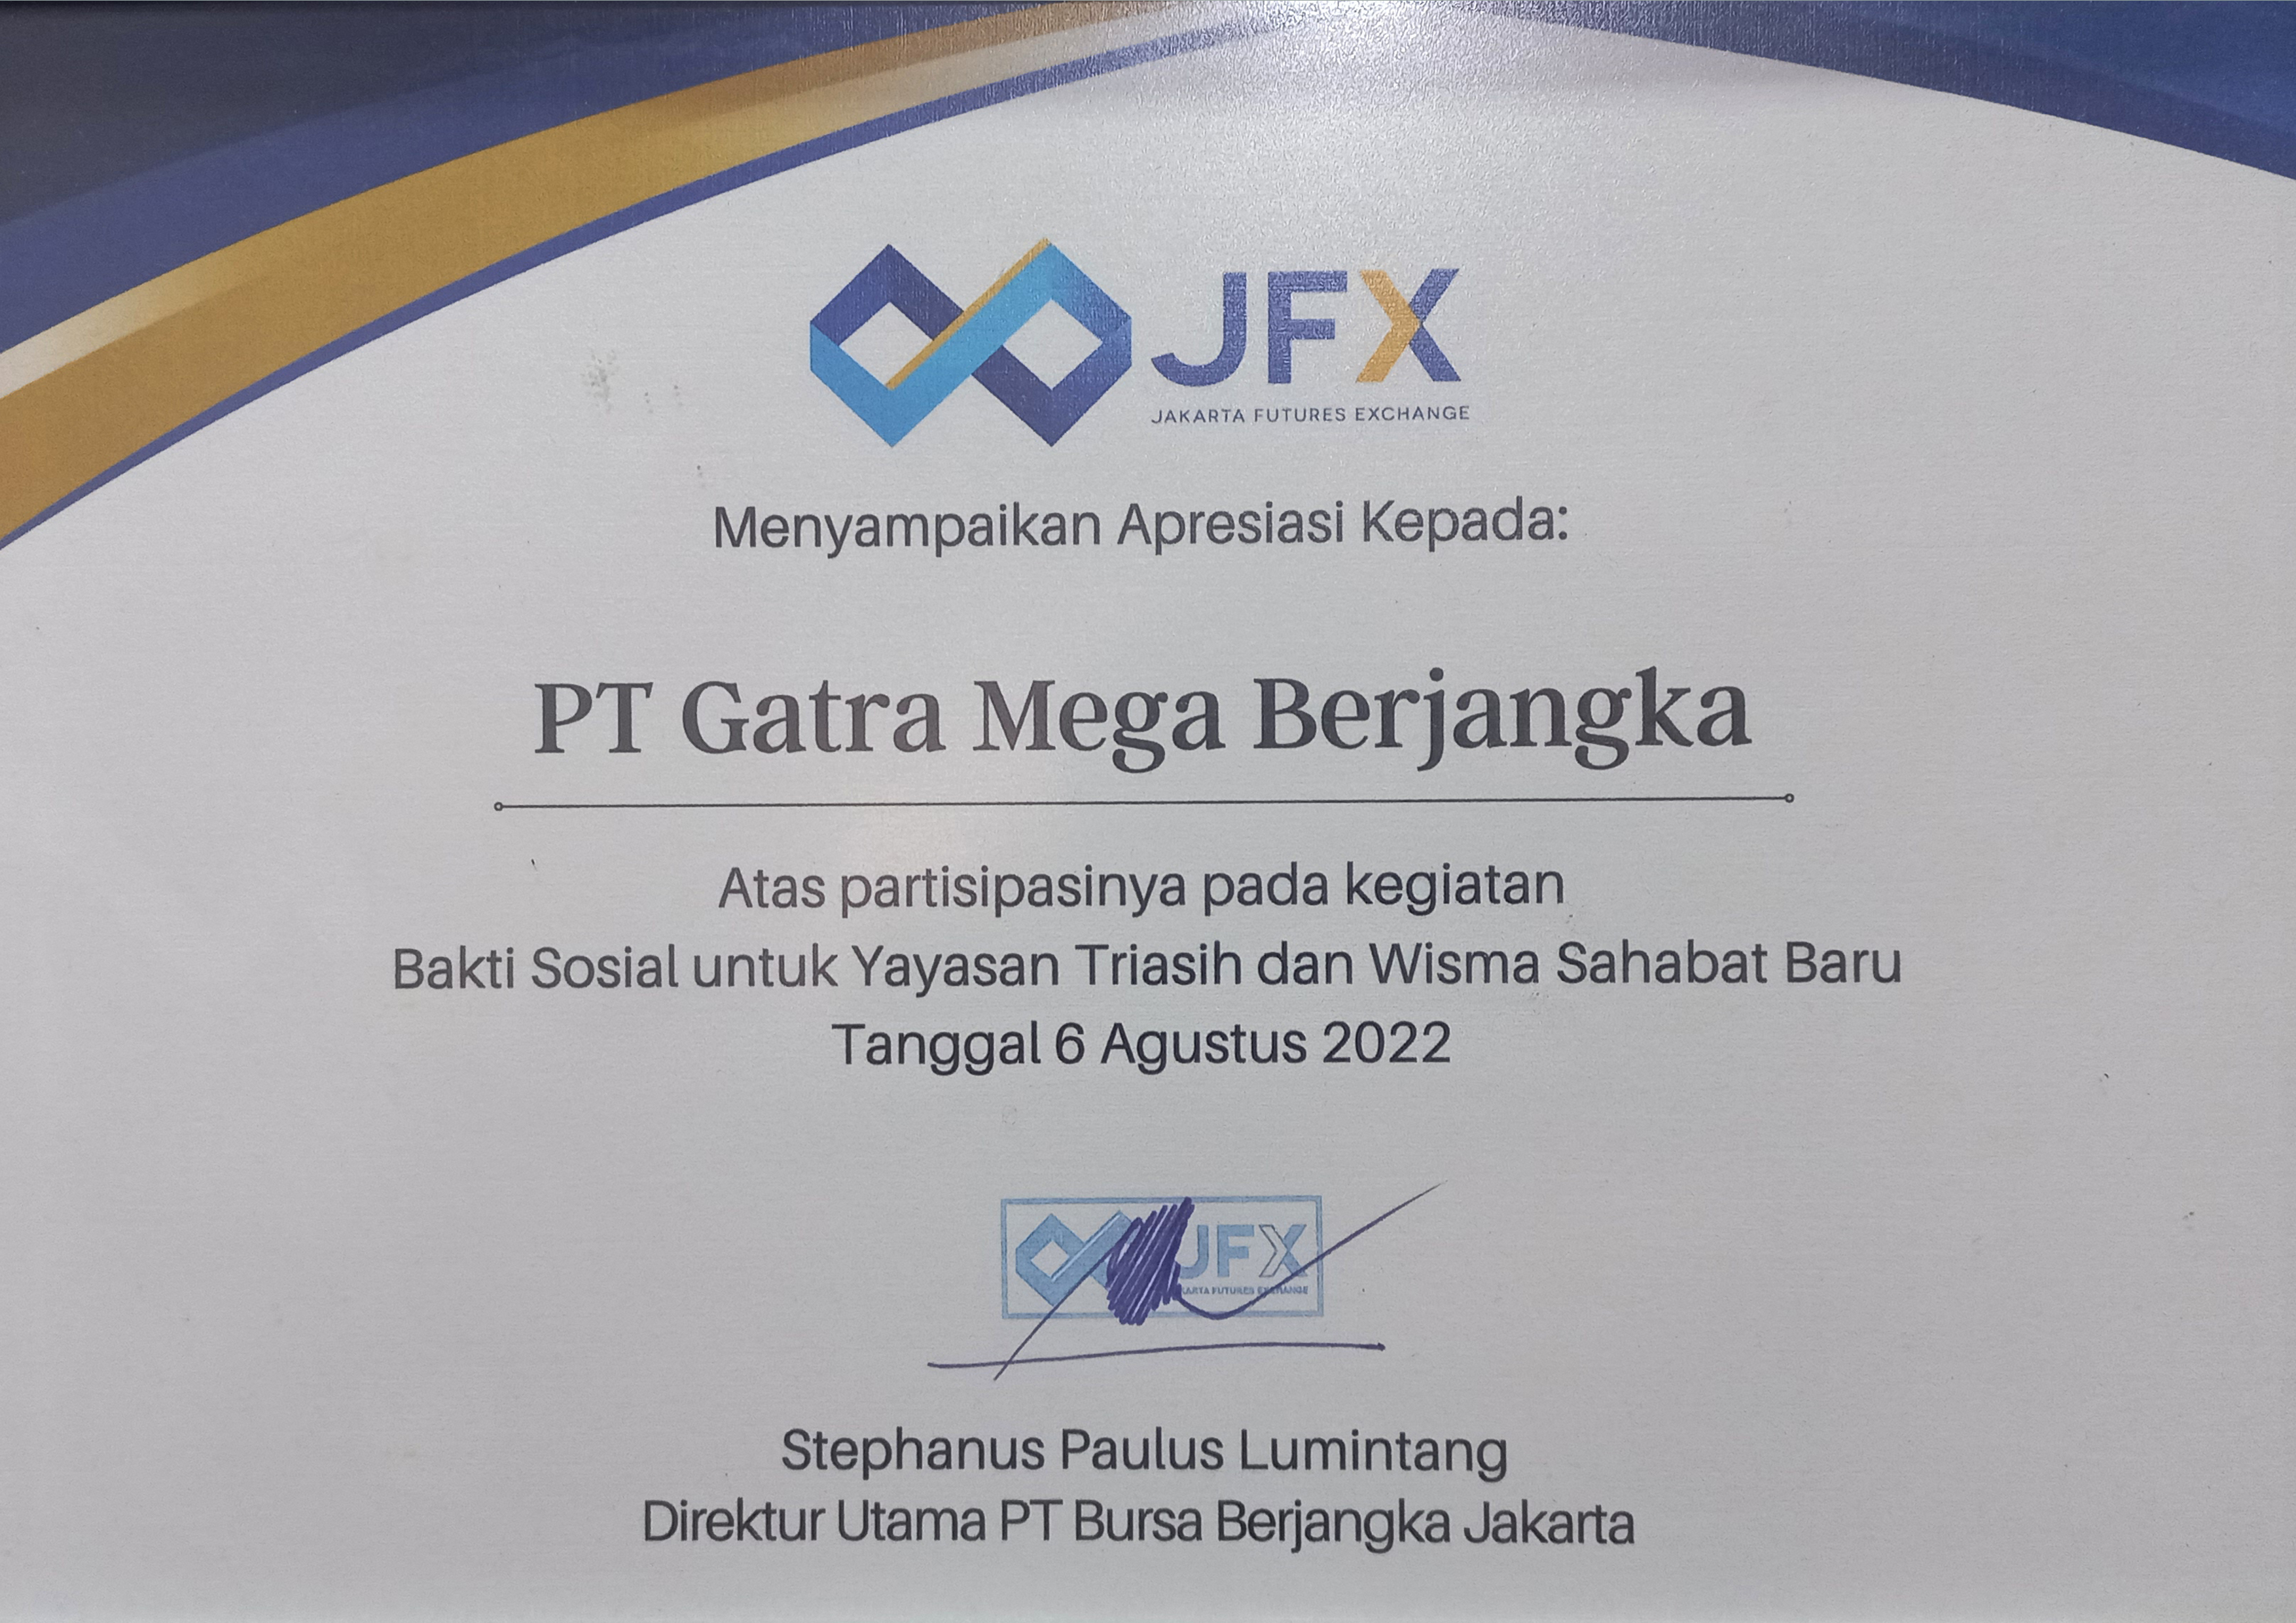 JFX
JAKARTA FUTURES EXCHANGE
Menyampaikan Apresiasi Kepada:
PT Gatra Mega Berjangka
Atas partisipasinya pada kegiatan
Bakti Sosial untuk Yayasan Triasih dan Wisma Sahabat Baru
Tanggal 6 Agustus 2022
JFX
FUTURES EXCHANGE
Stephanus Paulus Lumintang
Direktur Utama PT Bursa Berjangka Jakarta